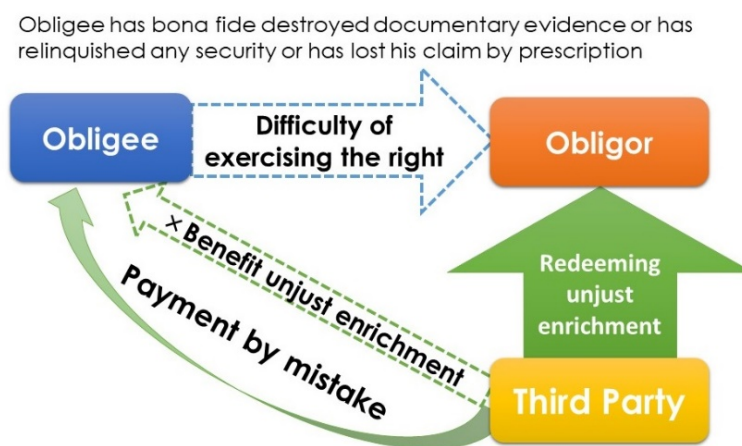 Obligee has bona fide destroyed documentary evidence or has
relinquished any security or has lost his claim by prescription
Obligee
Difficulty of
exercising the right
Obligor
× Benefit unjust enrichment
Payment by mistake
Redeeming
unjust
enrichment
Third Party